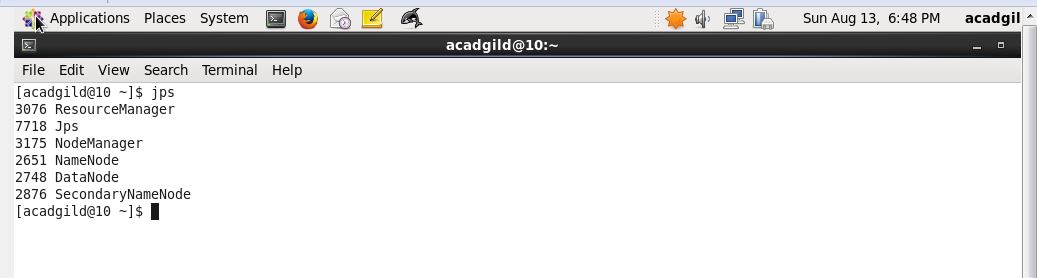 Applications Places System Sun Aug 13, 6:48 PM acadgil
acadgild@10:~
File Edit View Search Terminal Help
[acadgild@10 ~]$ jps
3076 ResourceManager
7718 Jps
3175 NodeManager
2651 NameNode
2748 DataNode
2876 SecondaryNameNode
[acadgild@10 ~]$